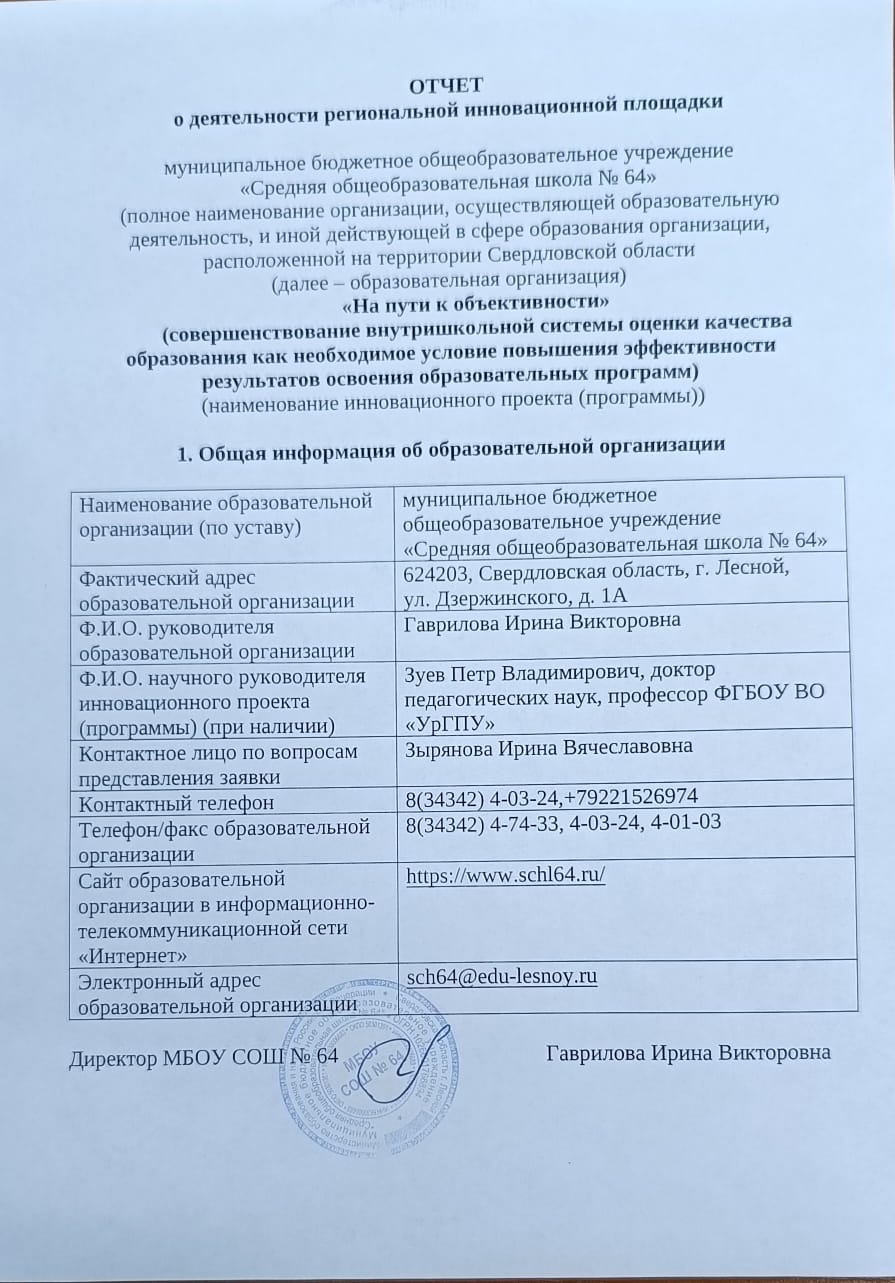 ОТЧЕТ
о деятельности региональной инновационной площадки
муниципальное бюджетное общеобразовательное учреждение
«Средняя общеобразовательная школа № 64»
(полное наименование организации, осуществляющей образовательную
деятельность, и иной действующей в сфере образования организации,
расположенной на территории Свердловской области
(далее – образовательная организация)
«На пути к объективности»
(совершенствование внутришкольной системы оценки качества
образования как необходимое условие повышения эффективности
результатов освоения образовательных программ)
(наименование инновационного проекта (программы))
1. Общая информация об образовательной организации
Наименование образовательной
организации (по уставу)
муниципальное бюджетное
общеобразовательное учреждение
«Средняя общеобразовательная школа № 64»
Фактический адрес
образовательной организации
624203, Свердловская область, г. Лесной,
ул. Дзержинского, д. 1А
Ф.И.О. руководителя
образовательной организации
Гаврилова Ирина Викторовна
Ф.И.О. научного руководителя
инновационного проекта
(программы) (при наличии)
Зуев Петр Владимирович, доктор
педагогических наук, профессор ФГБОУ ВО
«УрГПУ»
Контактное лицо по вопросам
представления заявки
Зырянова Ирина Вячеславовна
Контактный телефон
8(34342) 4-03-24,+79221526974
Телефон/факс образовательной
организации
8(34342) 4-74-33, 4-03-24, 4-01-03
Сайт образовательной
организации в информационно-
телекоммуникационной сети
«Интернет»
https://www.schl64.ru/
Электронный адрес
образовательной организации
sch64@edu-lesnoy.ru
Директор МБОУ СОШ № 64
Гаврилова Ирина Викторовна
МБОУ
СОШ № 64